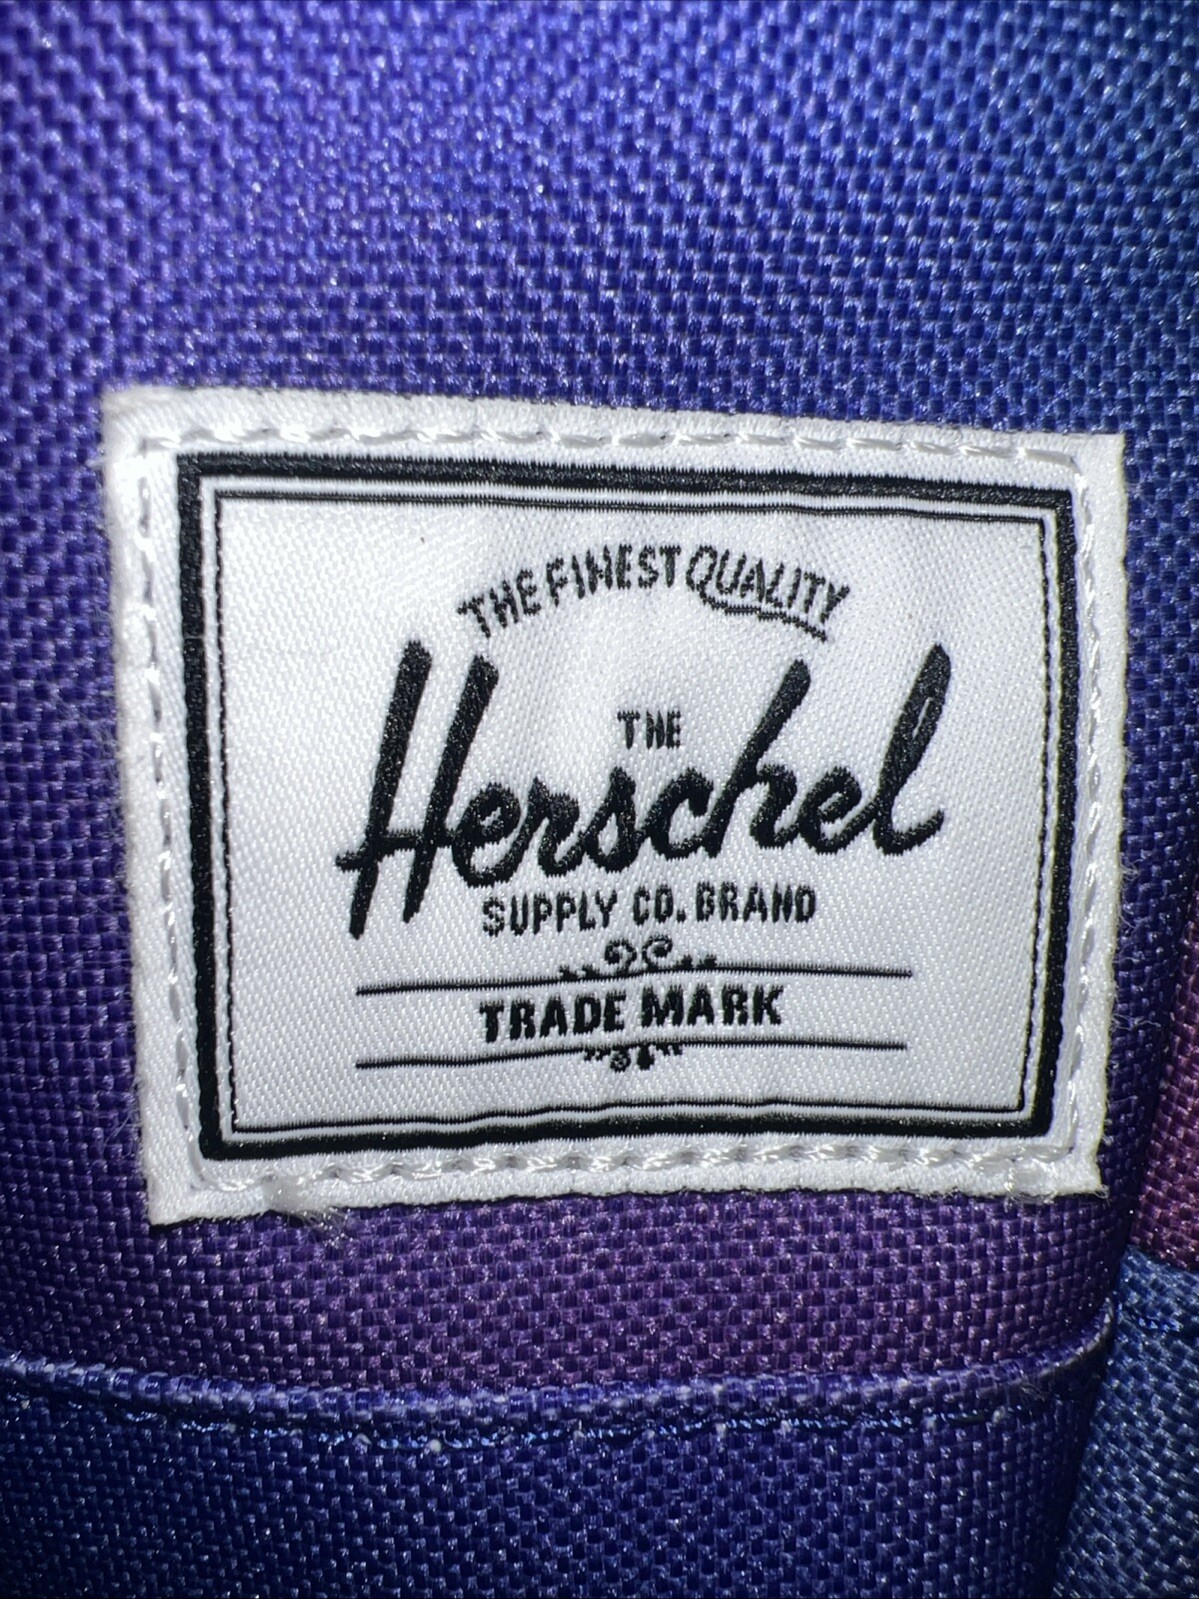 THE FINEST QUALITY
THE
Herschel
SUPPLY CO. BRAND
TRADE MARK